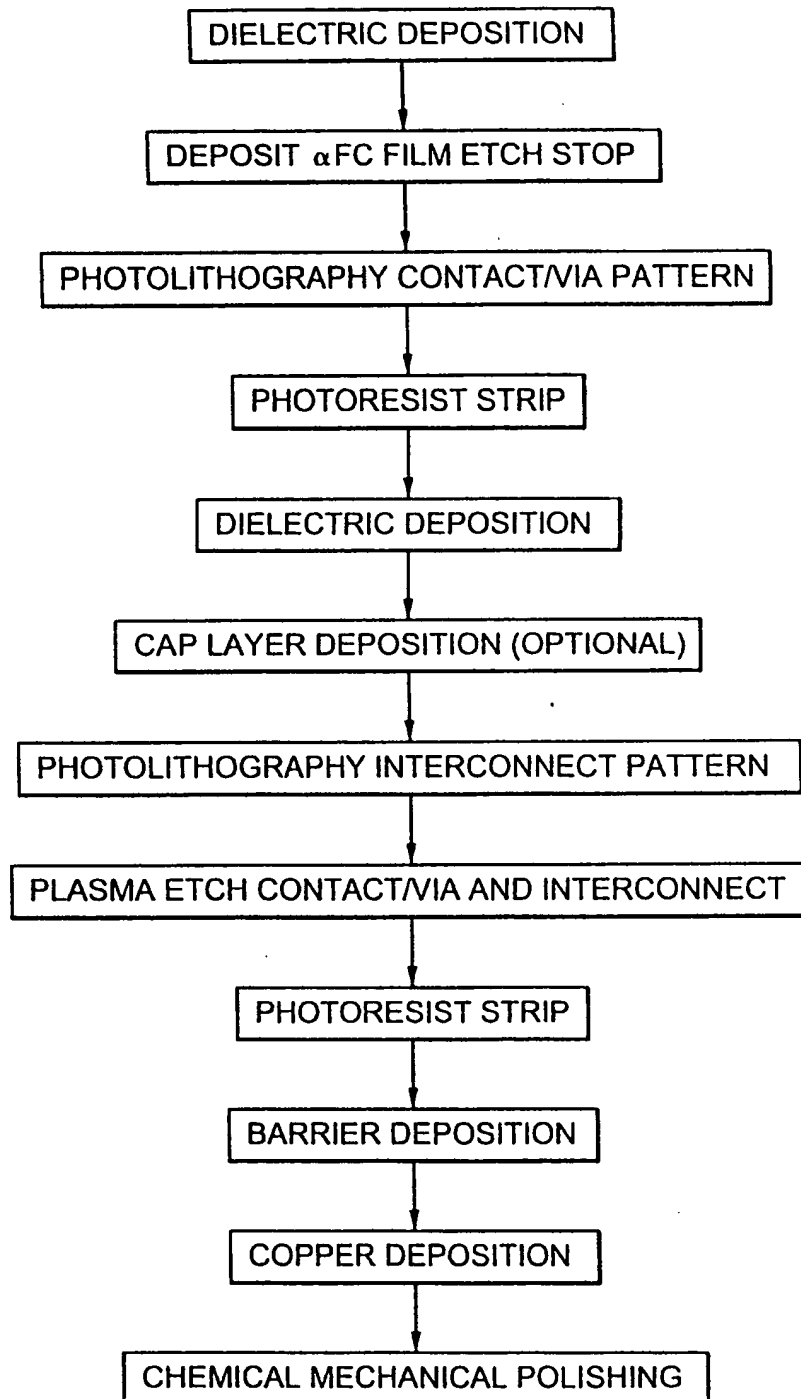 DIELECTRIC DEPOSITION
DEPOSIT αFC FILM ETCH STOP
PHOTOLITHOGRAPHY CONTACT/VIA PATTERN
PHOTORESIST STRIP
DIELECTRIC DEPOSITION
CAP LAYER DEPOSITION (OPTIONAL)
PHOTOLITHOGRAPHY INTERCONNECT PATTERN
PLASMA ETCH CONTACT/VIA AND INTERCONNECT
PHOTORESIST STRIP
BARRIER DEPOSITION
COPPER DEPOSITION
CHEMICAL MECHANICAL POLISHING